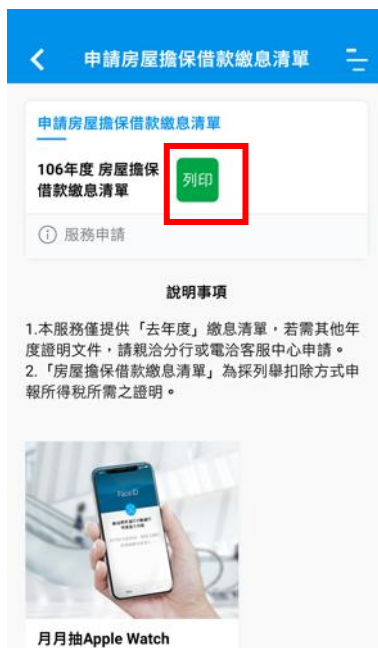 申請房屋擔保借款繳息清單
申請房屋擔保借款繳息清單
106年度 房屋擔保
借款繳息清單
列印
服務申請
說明事項
1.本服務僅提供「去年度」繳息清單，若需其他年
度證明文件，請親洽分行或電洽客服中心申請。
2.「房屋擔保借款繳息清單」為採列舉扣除方式申
報所得稅所需之證明。
Face ID
月月抽Apple Watch